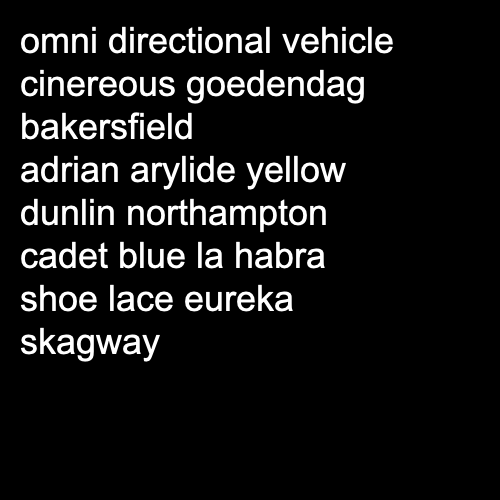 omni directional vehicle
cinereous goedendag
bakersfield
adrian arylide yellow
dunlin northampton
cadet blue la habra
shoe lace eureka
skagway